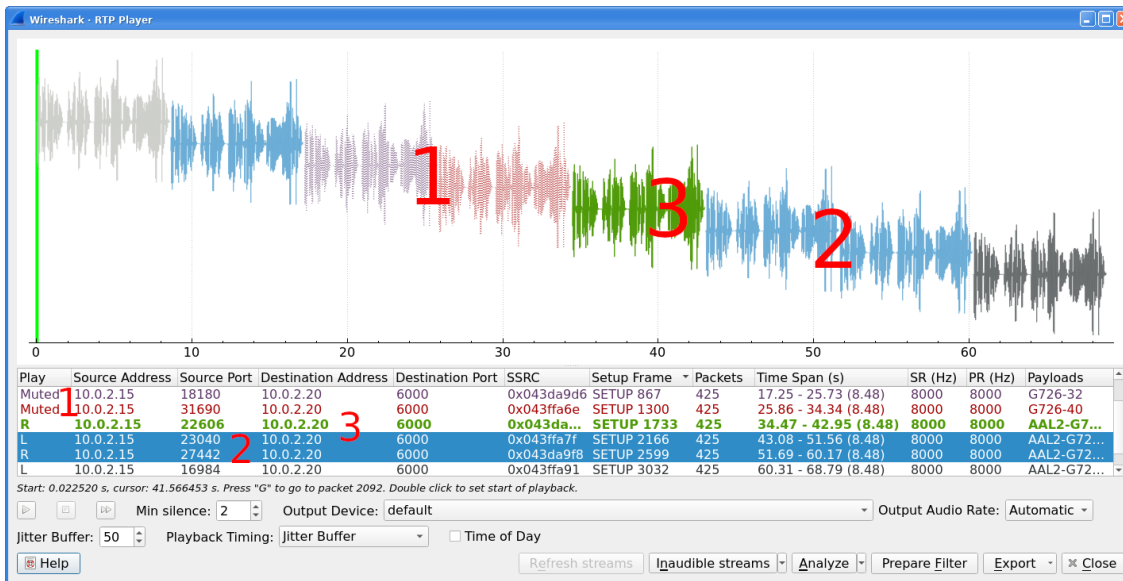 Wireshark · RTP Player
1
3
2
0 10 20 30 40 50 60
Play Source Address Source Port Destination Address Destination Port SSRC Setup Frame Packets Time Span (s) SR (Hz) PR (Hz) Payloads
Muted 10.0.2.15 18180 10.0.2.20 6000 0x043da9d6 SETUP 867 425 17.25 - 25.73 (8.48) 8000 8000 G726-32
1
Muted 10.0.2.15 31690 10.0.2.20 6000 0x043ffa6e SETUP 1300 425 25.86 - 34.34 (8.48) 8000 8000 G726-40
R 10.0.2.15 22606 10.0.2.20 6000 0x043da... SETUP 1733 425 34.47 - 42.95 (8.48) 8000 8000 AAL2-G7...
3
L 10.0.2.15 23040 10.0.2.20 6000 0x043ffa7f SETUP 2166 425 43.08 - 51.56 (8.48) 8000 8000 AAL2-G72...
2
R 10.0.2.15 27442 10.0.2.20 6000 0x043da9f8 SETUP 2599 425 51.69 - 60.17 (8.48) 8000 8000 AAL2-G72...
L 10.0.2.15 16984 10.0.2.20 6000 0x043ffa91 SETUP 3032 425 60.31 - 68.79 (8.48) 8000 8000 AAL2-G72...
Start: 0.022520 s, cursor: 41.566453 s. Press "G" to go to packet 2092. Double click to set start of playback.
Min silence: 2 Output Device: default Output Audio Rate: Automatic
Jitter Buffer: 50 Playback Timing: Jitter Buffer Time of Day
Help Refresh streams Inaudible streams Analyze Prepare Filter Export Close